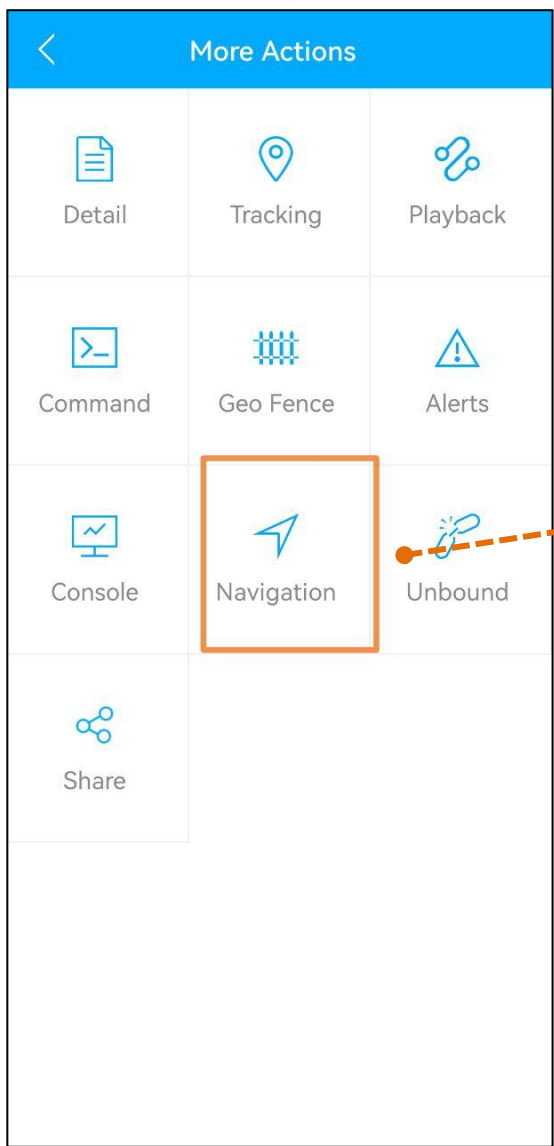 More Actions
Detail Tracking Playback
Command Geo Fence Alerts
Console Navigation Unbound
Share